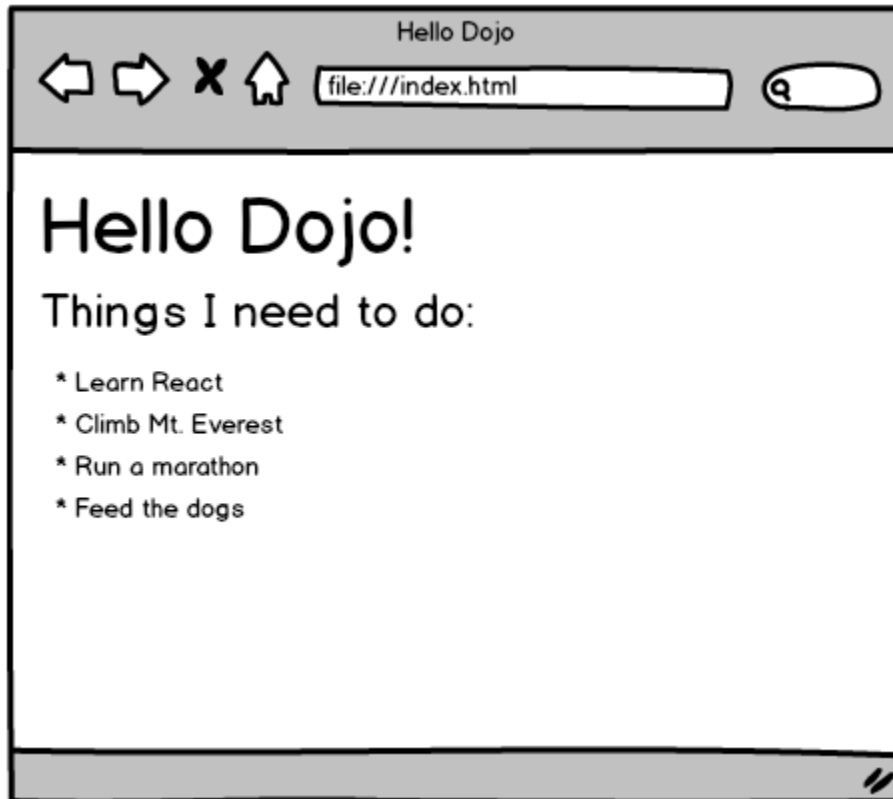 Hello Dojo
file:///index.html
Hello Dojo!
Things I need to do:
* Learn React
* Climb Mt. Everest
* Run a marathon
* Feed the dogs